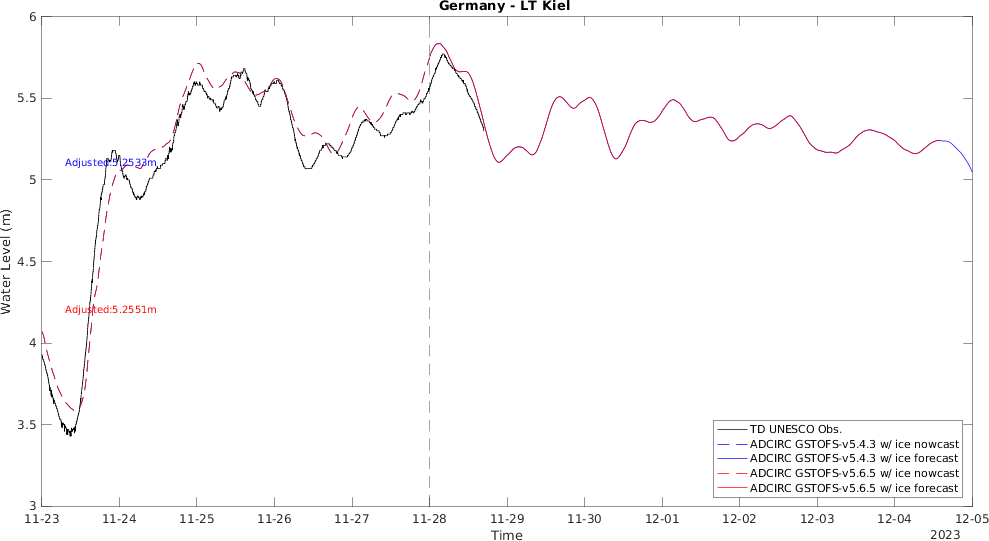 Germany - LT Kiel
6
5.5
5
4.5
4
3.5
3
Water Level (m)
Adjusted:5.2533m
Adjusted:5.2551m
TD UNESCO Obs.
ADCIRC GSTOFS-v5.4.3 w/ ice nowcast
ADCIRC GSTOFS-v5.4.3 w/ ice forecast
ADCIRC GSTOFS-v5.6.5 w/ ice nowcast
ADCIRC GSTOFS-v5.6.5 w/ ice forecast
11-23 11-24 11-25 11-26 11-27 11-28 11-29 11-30 12-01 12-02 12-03 12-04 12-05
Time
2023